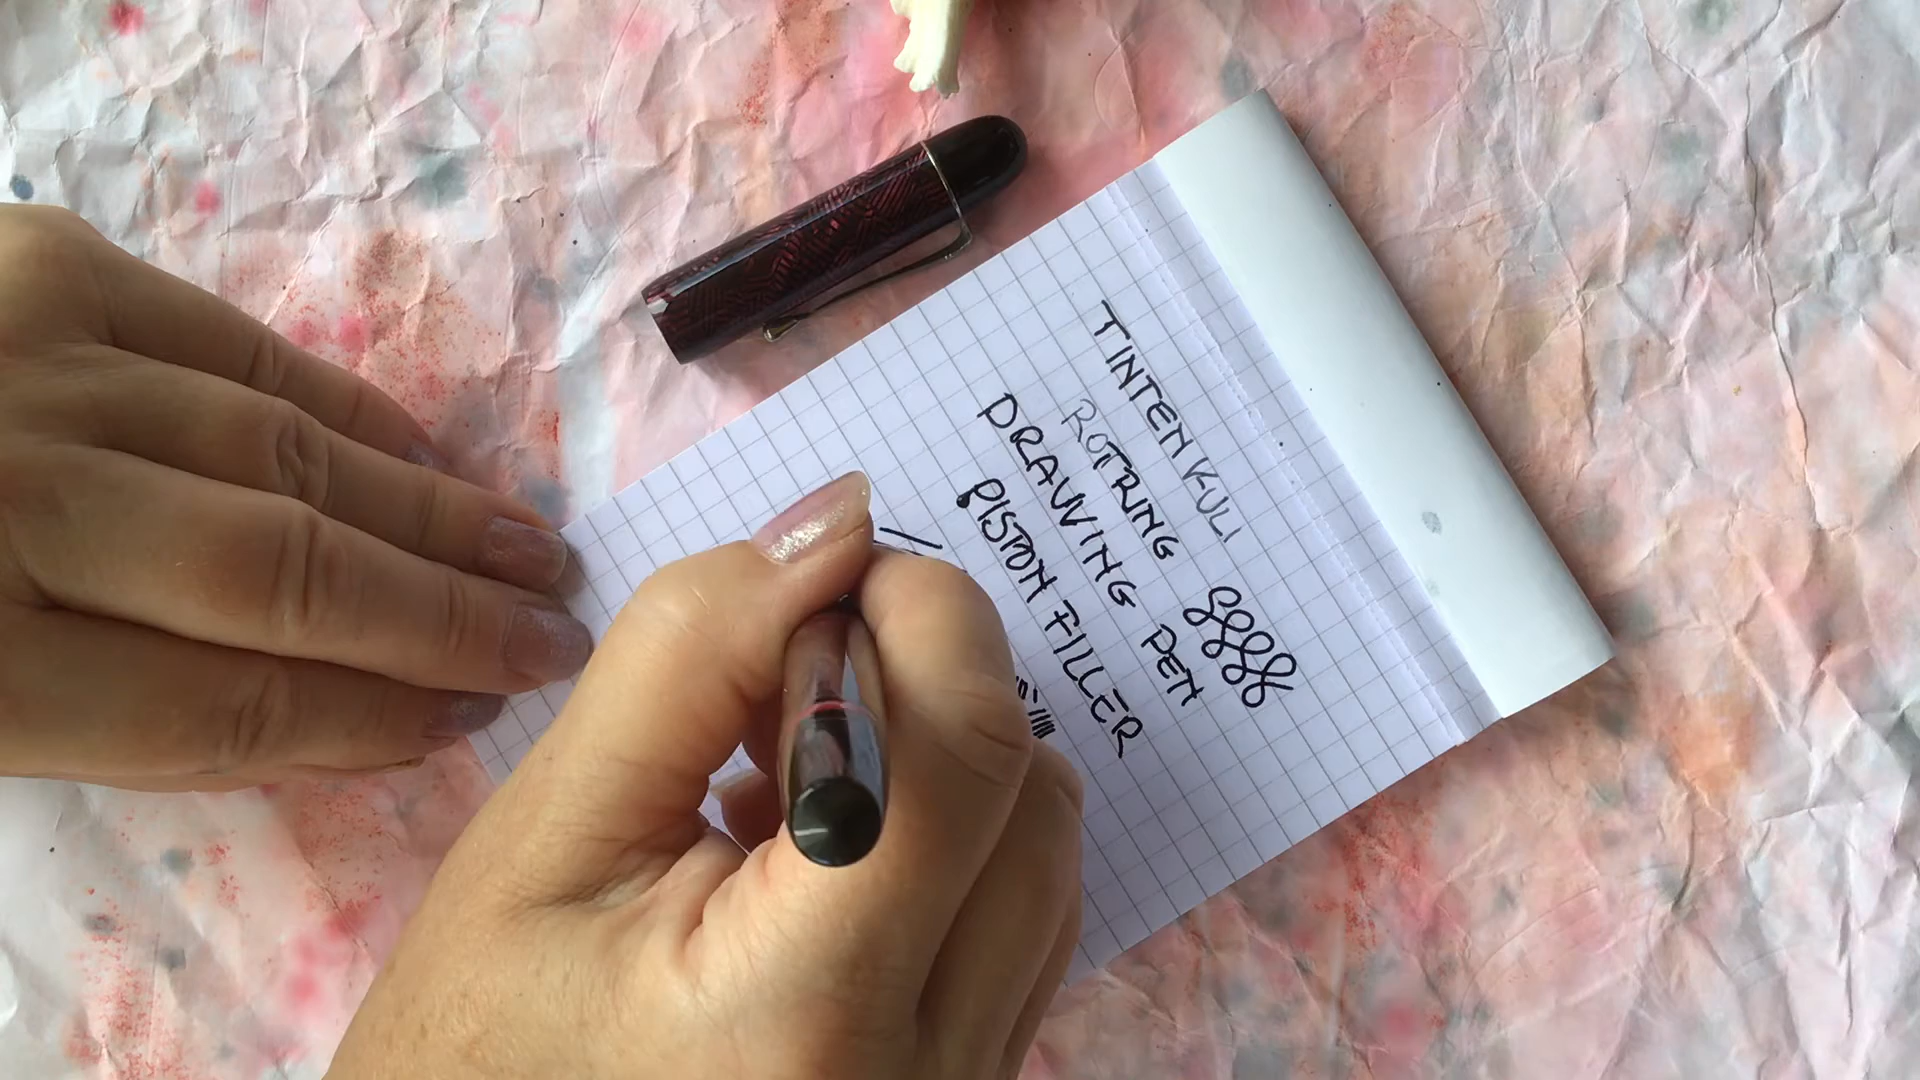 TINTENKULI
ROTRING
DRAWING PEN
PISTON FILLER